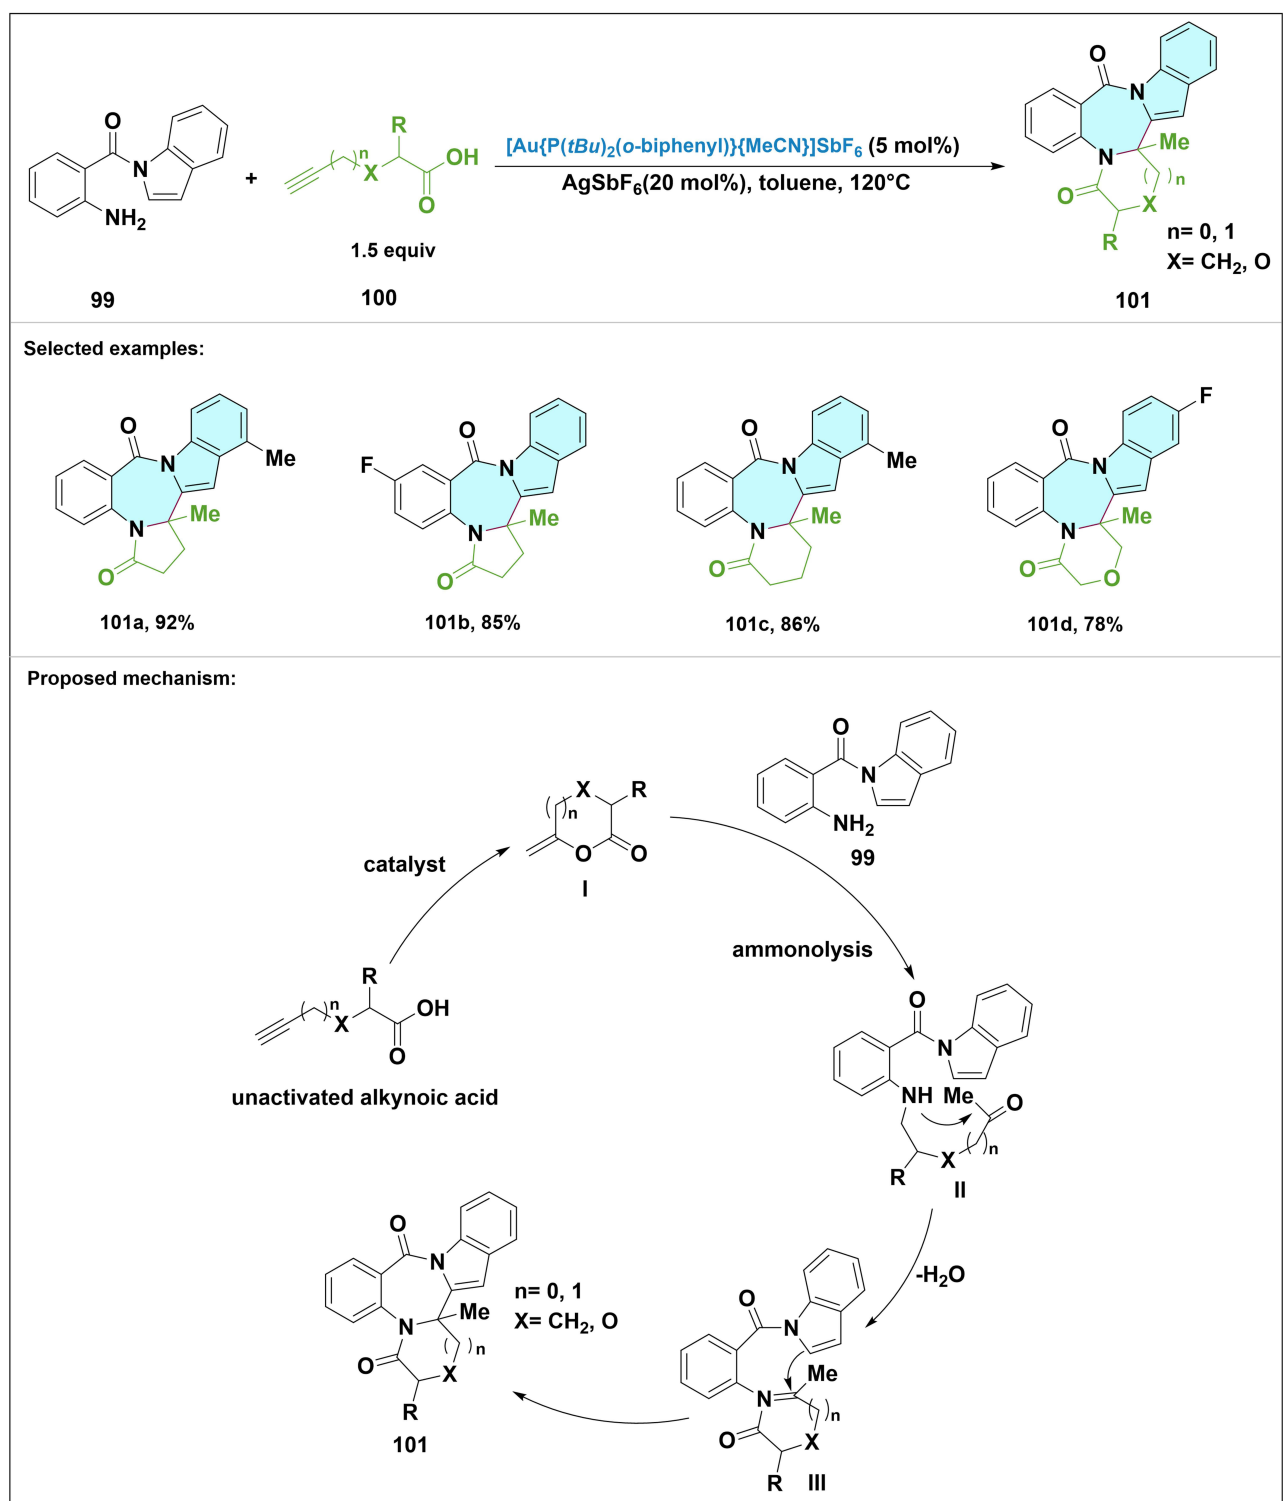 O
N
NH2
99
+
n
X
R
OH
O
1.5 equiv
100
[Au{P(tBu)2(o-biphenyl)}{MeCN}]SbF6 (5 mol%)
AgSbF6(20 mol%), toluene, 120°C
O
N
Me
N
( )n
O
X
R
n= 0, 1
X= CH2, O
101
Selected examples:
O
N
Me
N
Me
O
101a, 92%
O
F
N
N
Me
O
101b, 85%
O
N
Me
N
Me
O
101c, 86%
F
O
N
N
Me
O
O
101d, 78%
Proposed mechanism:
O
N
NH2
99
X
R
( )n
O
O
I
catalyst
ammonolysis
R
( )n
X
OH
O
unactivated alkynoic acid
O
N
NH
Me
O
( )n
X
R
II
-H2O
O
N
Me
N
( )n
O
X
R
III
O
N
Me
N
( )n
O
X
R
n= 0, 1
X= CH2, O
101